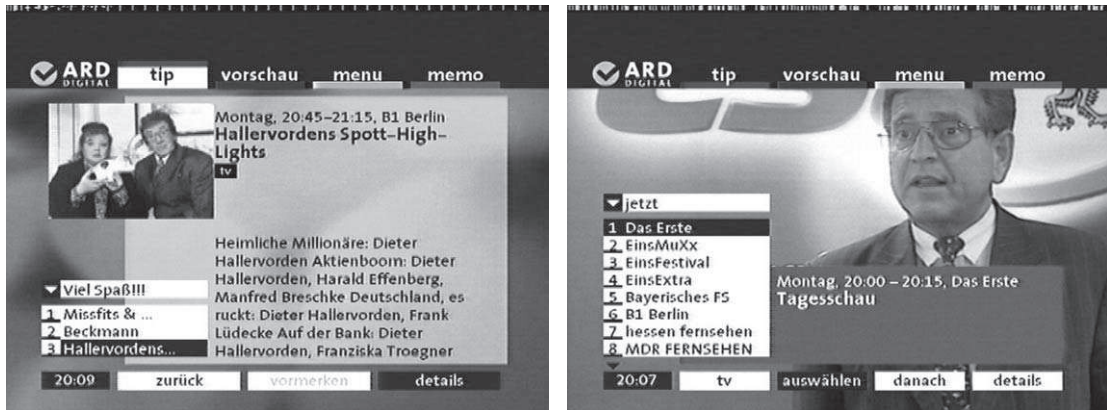 ARD
DIGITAL
tip
vorschau
menu
memo
Montag, 20:45–21:15, B1 Berlin
Hallervordens Spott–High–
Lights
tv
Heimliche Millionäre: Dieter
Hallervorden Aktienboom: Dieter
Hallervorden, Harald Effenberg,
Manfred Breschke Deutschland, es
ruckt: Dieter Hallervorden, Frank
Lüdecke Auf der Bank: Dieter
Hallervorden, Franziska Troegner
Viel Spaß!!!
1 Missfits & ...
2 Beckmann
3 Hallervordens...
20:09
zurück
vormerken
details
ARD
DIGITAL
tip
vorschau
menu
memo
jetzt
1 Das Erste
2 EinsMuXx
3 EinsFestival
4 EinsExtra
5 Bayerisches FS
6 B1 Berlin
7 hessen fernsehen
8 MDR FERNSEHEN
Montag, 20:00 – 20:15, Das Erste
Tagesschau
20:07
tv
auswählen
danach
details